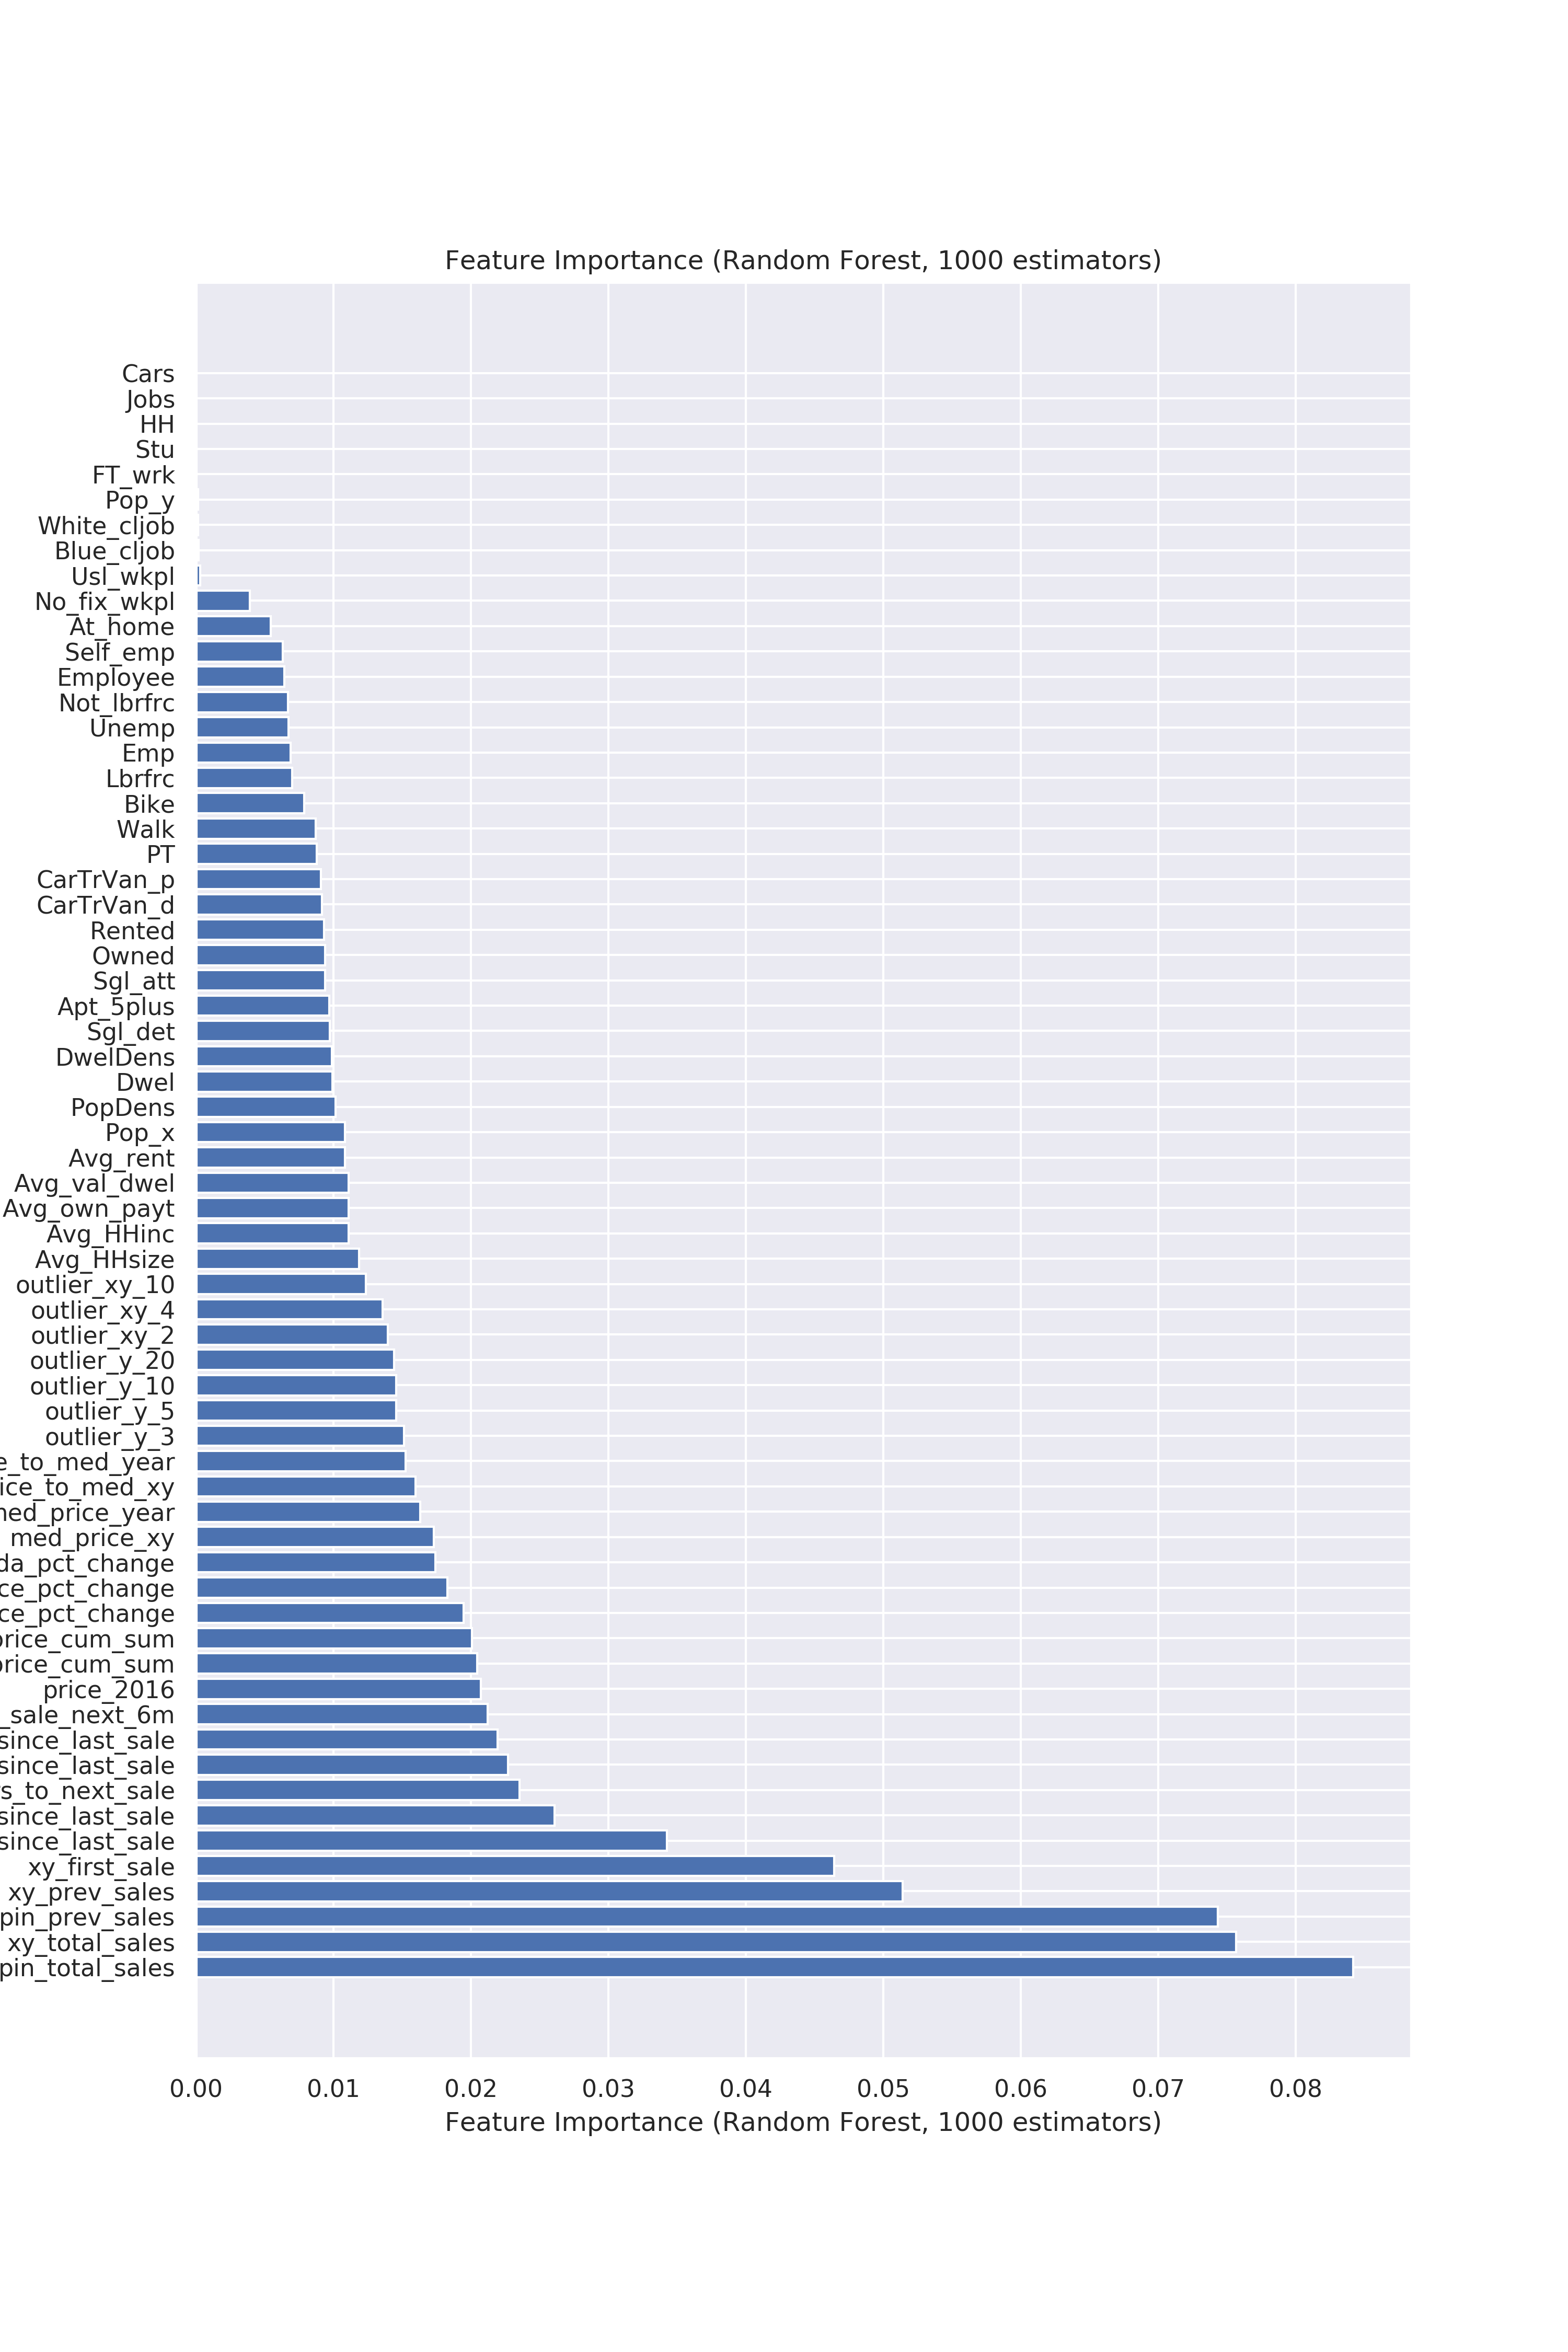 Feature Importance (Random Forest, 1000 estimators)
Cars
Jobs
HH
Stu
FT_wrk
Pop_y
White_cljob
Blue_cljob
Usl_wkpl
No_fix_wkpl
At_home
Self_emp
Employee
Not_lbrfrc
Unemp
Emp
Lbrfrc
Bike
Walk
PT
CarTrVan_p
CarTrVan_d
Rented
Owned
Sgl_att
Apt_5plus
Sgl_det
DwelDens
Dwel
PopDens
Pop_x
Avg_rent
Avg_val_dwel
Avg_own_payt
Avg_HHinc
Avg_HHsize
outlier_xy_10
outlier_xy_4
outlier_xy_2
outlier_y_20
outlier_y_10
outlier_y_5
outlier_y_3
e_to_med_year
ice_to_med_xy
ned_price_year
med_price_xy
da_pct_change
ce_pct_change
ce_pct_change
price_cum_sum
price_cum_sum
price_2016
_sale_next_6m
since_last_sale
since_last_sale
s_to_next_sale
since_last_sale
since_last_sale
xy_first_sale
xy_prev_sales
pin_prev_sales
xy_total_sales
pin_total_sales
0.00 0.01 0.02 0.03 0.04 0.05 0.06 0.07 0.08
Feature Importance (Random Forest, 1000 estimators)